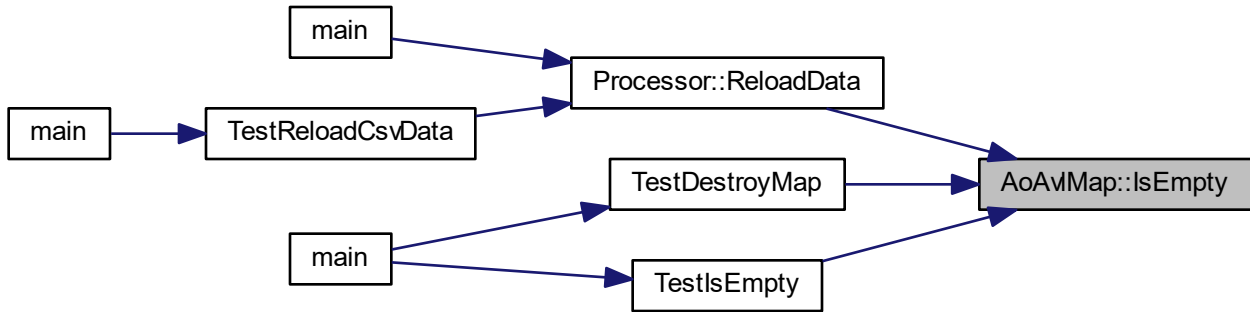 main
Processor::ReloadData
main
TestReloadCsvData
TestDestroyMap
AoAvlMap::IsEmpty
main
TestIsEmpty